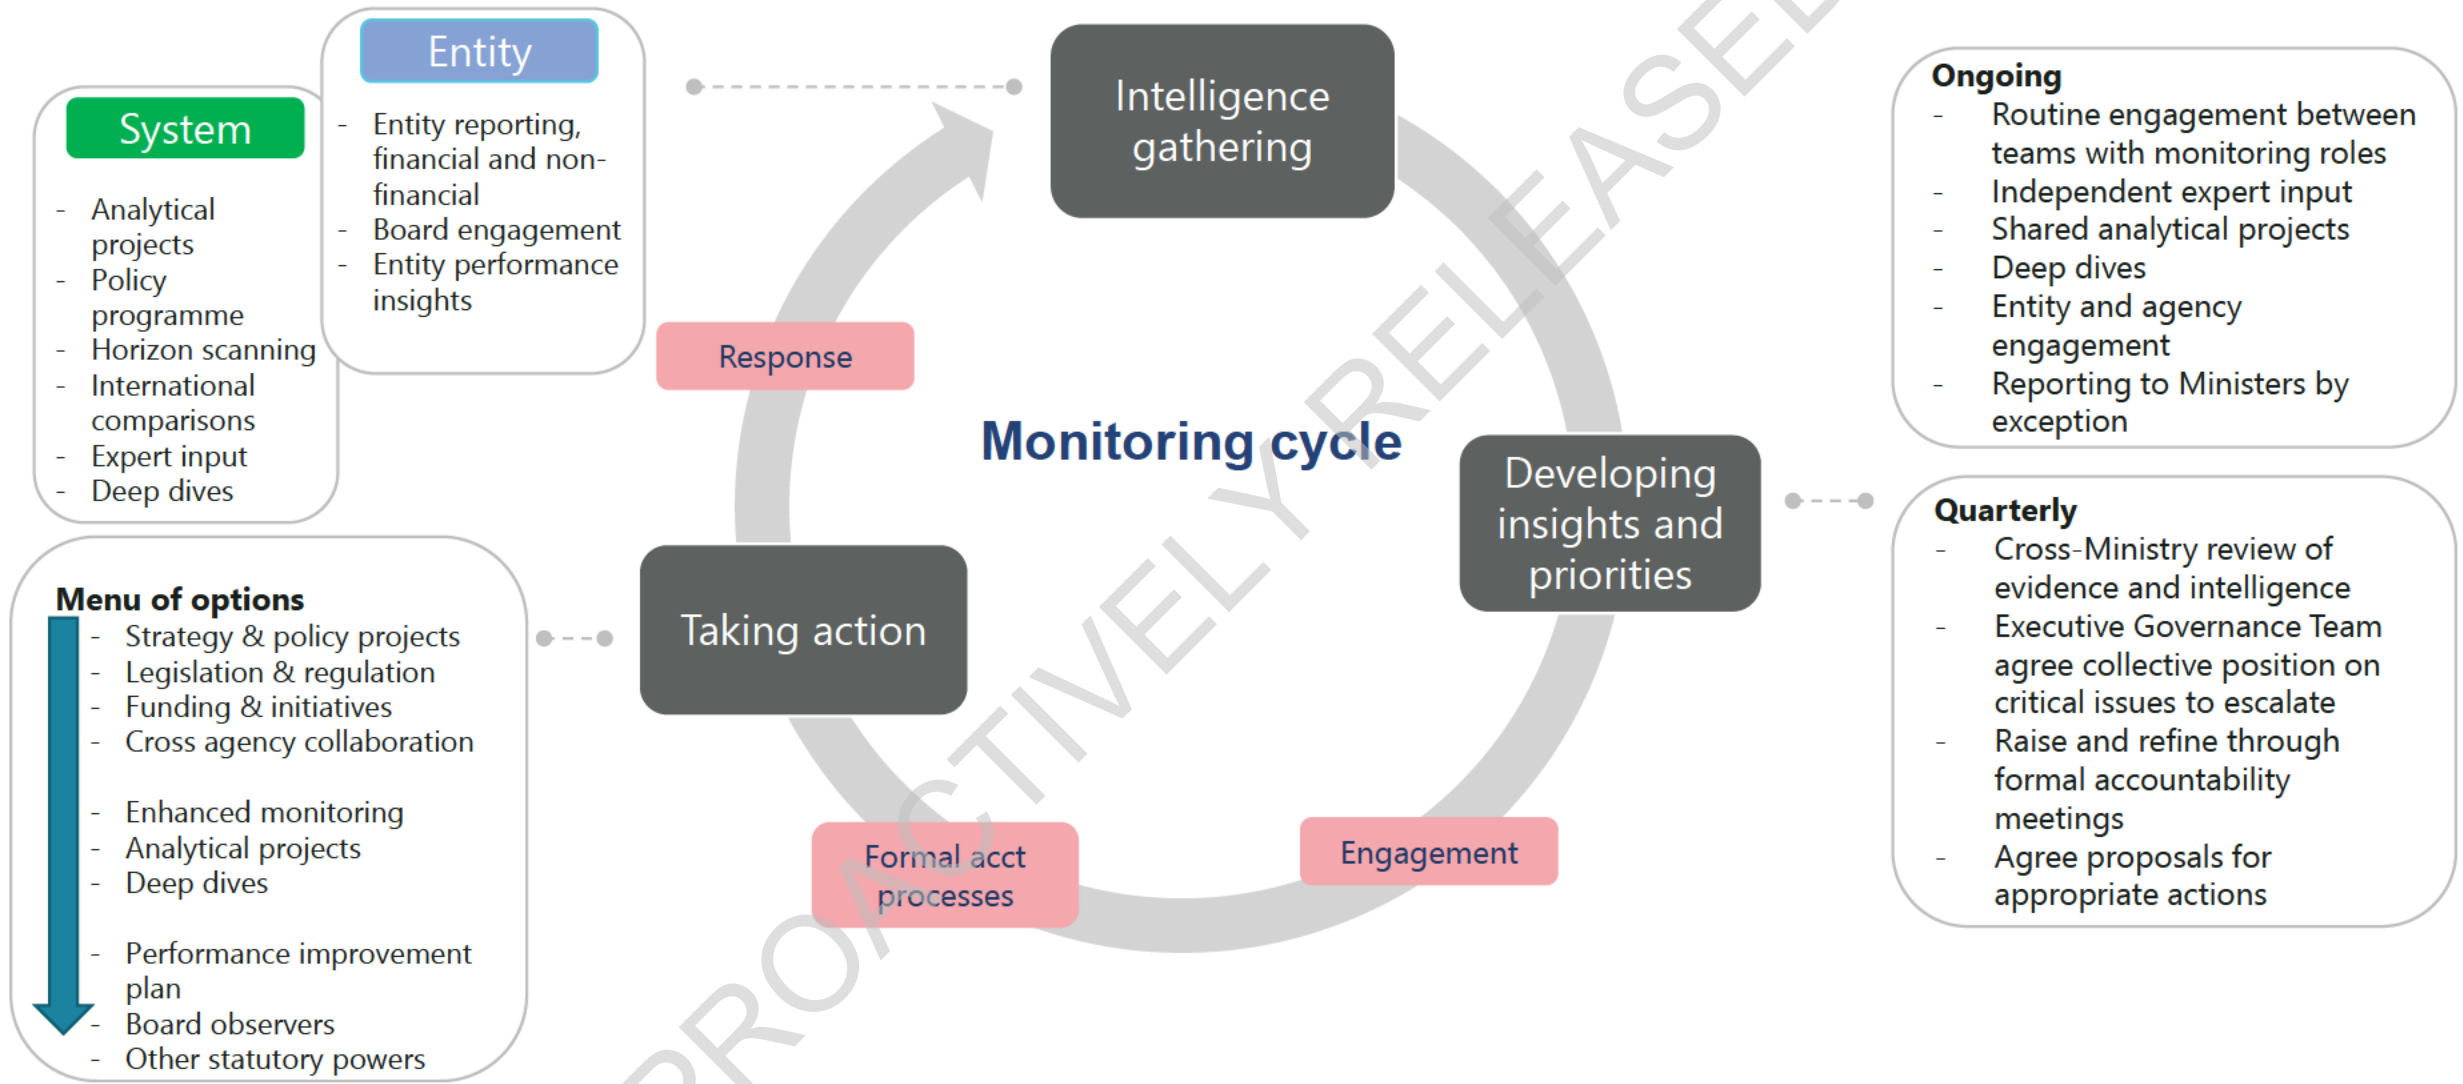 System
- Analytical
projects
- Policy
programme
- Horizon scanning
- International
comparisons
- Expert input
- Deep dives
Entity
- Entity reporting,
financial and non-
financial
- Board engagement
- Entity performance
insights
Intelligence
gathering
Response
Monitoring cycle
Developing
insights and
priorities
Taking action
Formal acct
processes
Engagement
Ongoing
- Routine engagement between
teams with monitoring roles
- Independent expert input
- Shared analytical projects
- Deep dives
- Entity and agency
engagement
- Reporting to Ministers by
exception
Quarterly
- Cross-Ministry review of
evidence and intelligence
- Executive Governance Team
agree collective position on
critical issues to escalate
- Raise and refine through
formal accountability
meetings
- Agree proposals for
appropriate actions
Menu of options
- Strategy & policy projects
- Legislation & regulation
- Funding & initiatives
- Cross agency collaboration
- Enhanced monitoring
- Analytical projects
- Deep dives
- Performance improvement
plan
- Board observers
- Other statutory powers
PROACTIVELY RELEASED